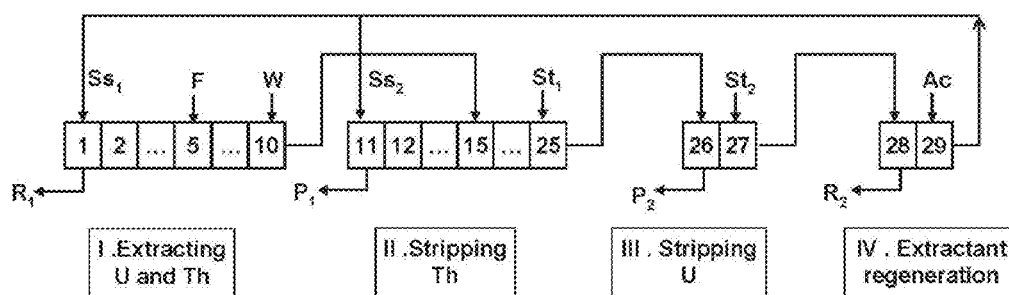 Ss1 F W Ss2 St1 St2 Ac
1 2 ... 5 ... 10 11 12 ... 15 ... 25 26 27 28 29
R1 P1 P2 R2
I .Extracting U and Th
II .Stripping Th
III . Stripping U
IV . Extractant regeneration